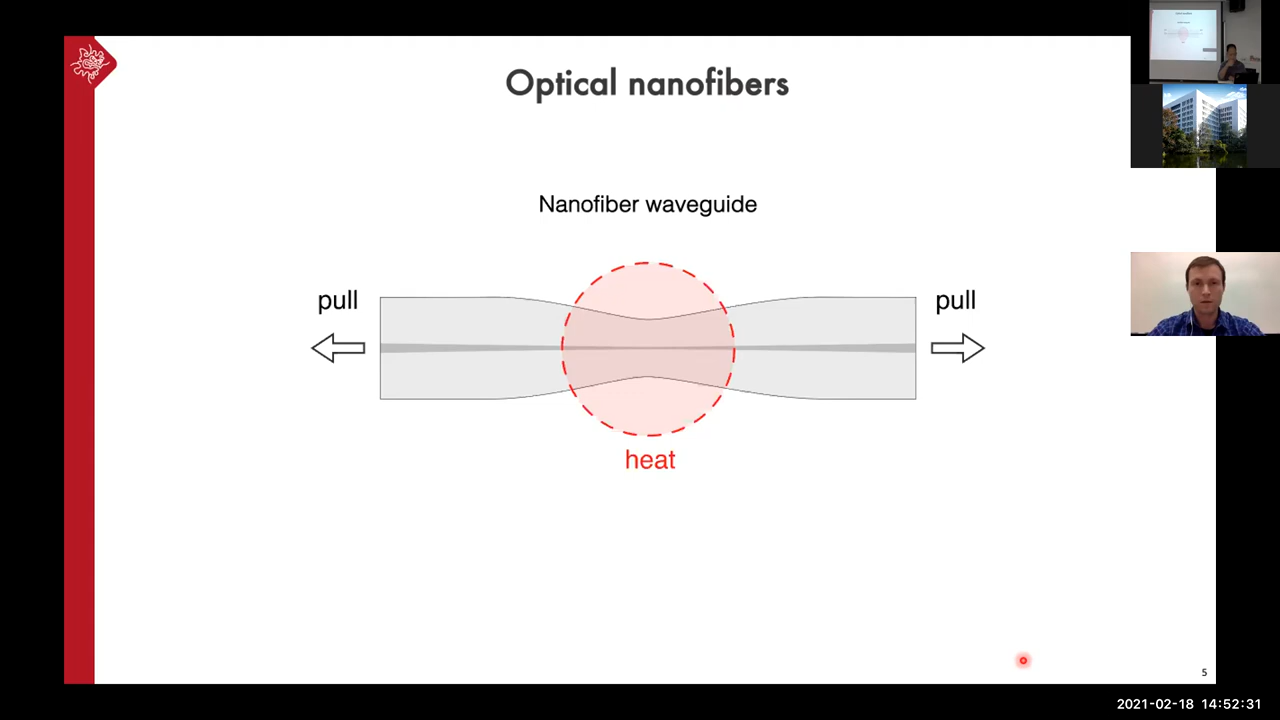 Optical nanofibers
Nanofiber waveguide
pull
pull
heat
5
2021-02-18 14:52:31